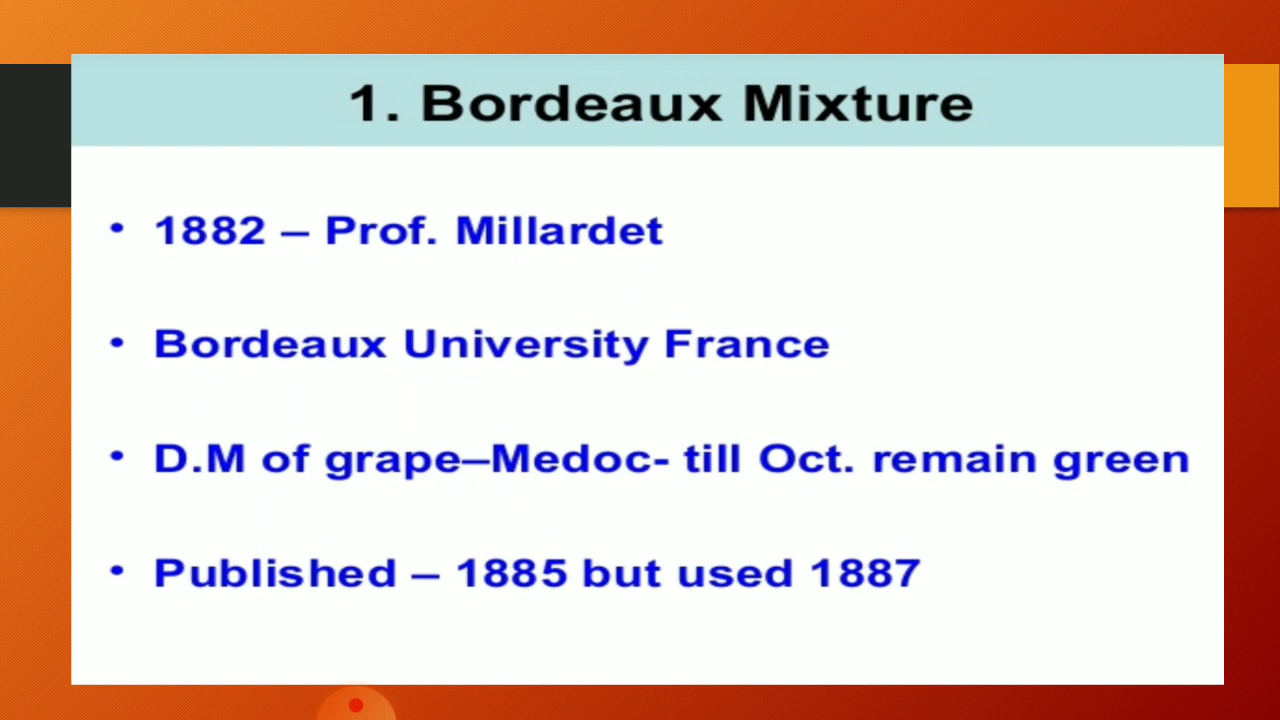 1. Bordeaux Mixture
• 1882 – Prof. Millardet
• Bordeaux University France
• D.M of grape–Medoc- till Oct. remain green
• Published – 1885 but used 1887